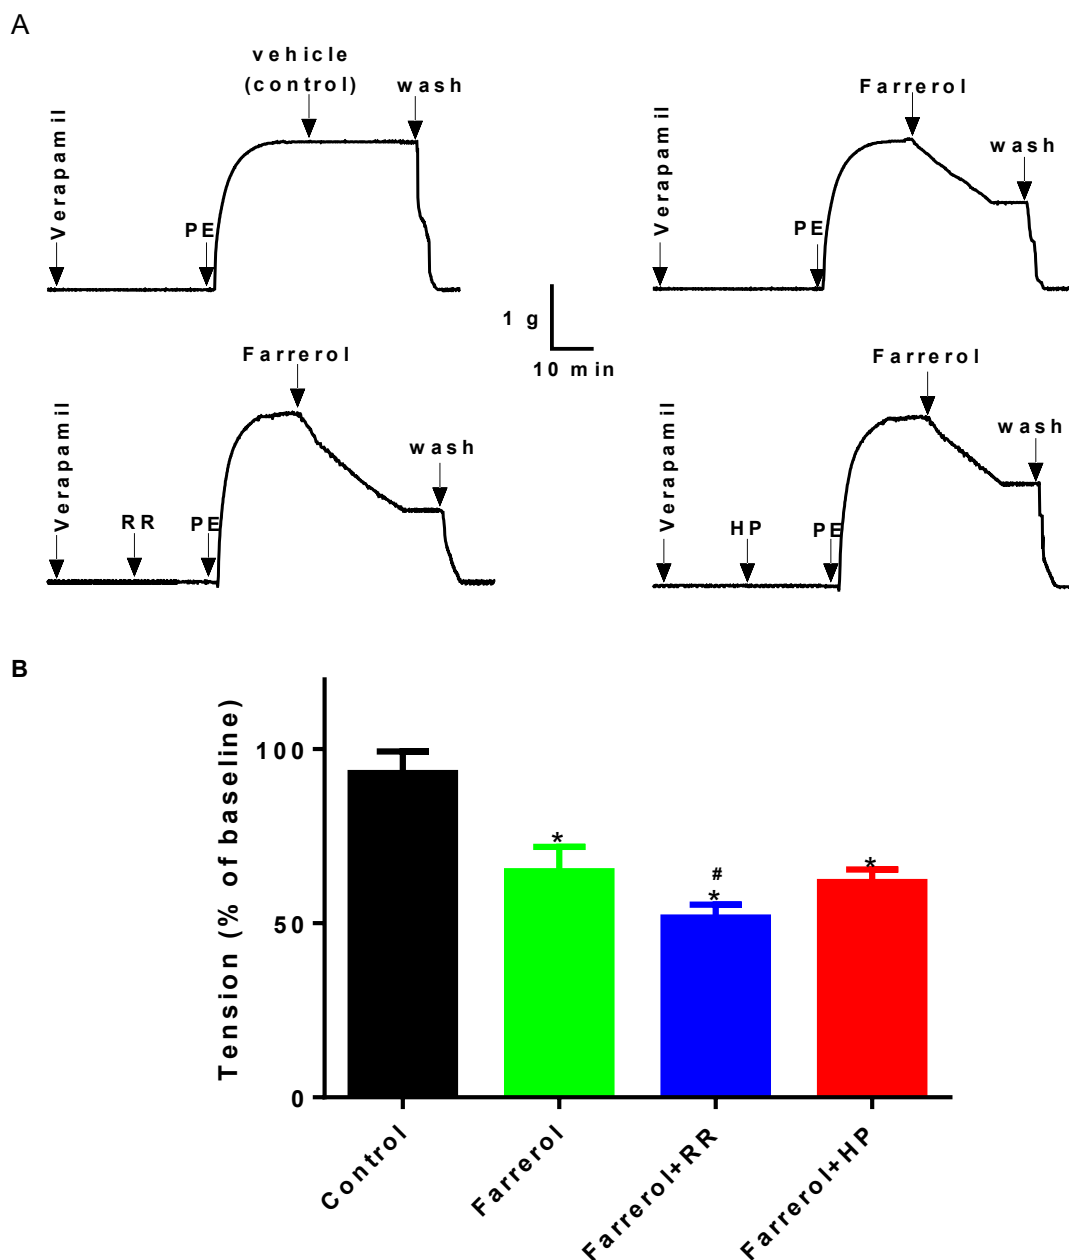 A
vehicle
(control)
wash
Verapamil
PE
Farrerol
wash
Verapamil
PE
1 g
10 min
Farrerol
wash
Verapamil
RR
PE
Farrerol
wash
Verapamil
HP
PE
B
Tension (% of baseline)
100
50
0
*
#
*
*
Control
Farrerol
Farrerol+RR
Farrerol+HP